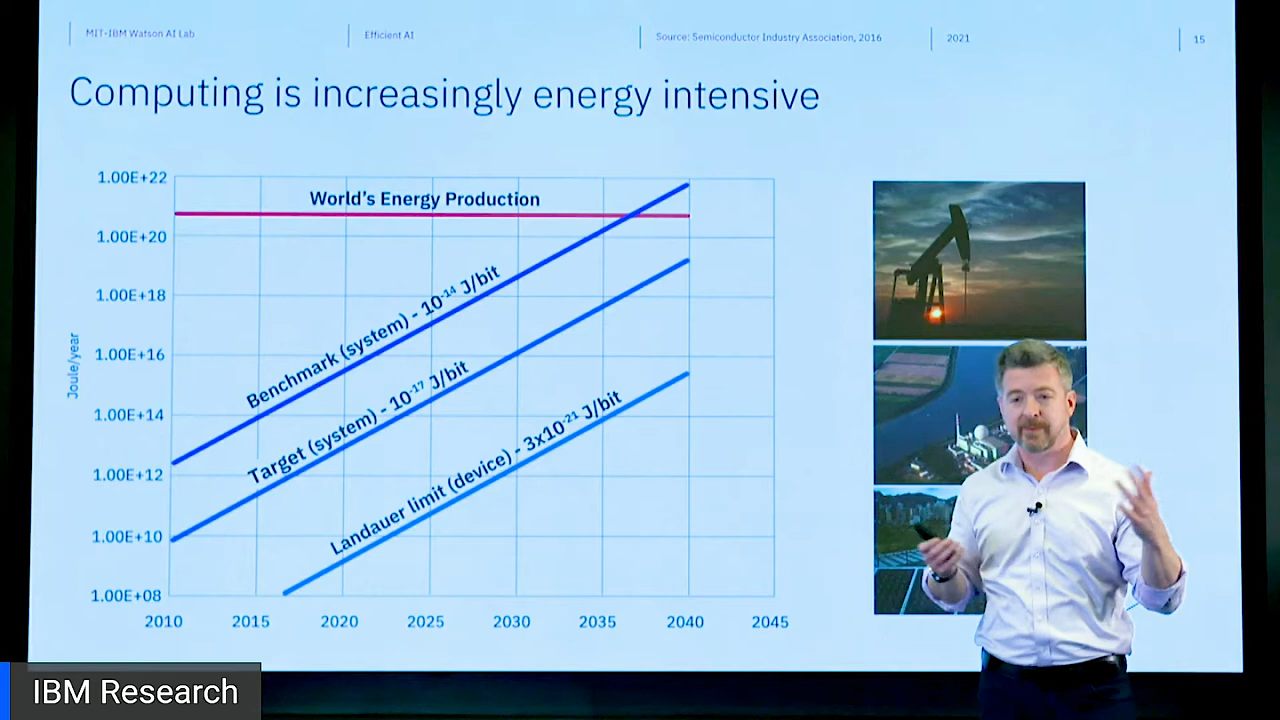 MIT-IBM Watson AI Lab
Efficient AI
Source: Semiconductor Industry Association, 2016
2021
15
Computing is increasingly energy intensive
1.00E+22
1.00E+20
1.00E+18
1.00E+16
1.00E+14
1.00E+12
1.00E+10
1.00E+08
Joule/year
World's Energy Production
Benchmark (system) - 10⁻¹⁴ J/bit
Target (system) - 10⁻¹⁷ J/bit
Landauer limit (device) - 3x10⁻²¹ J/bit
2010 2015 2020 2025 2030 2035 2040 2045
IBM Research